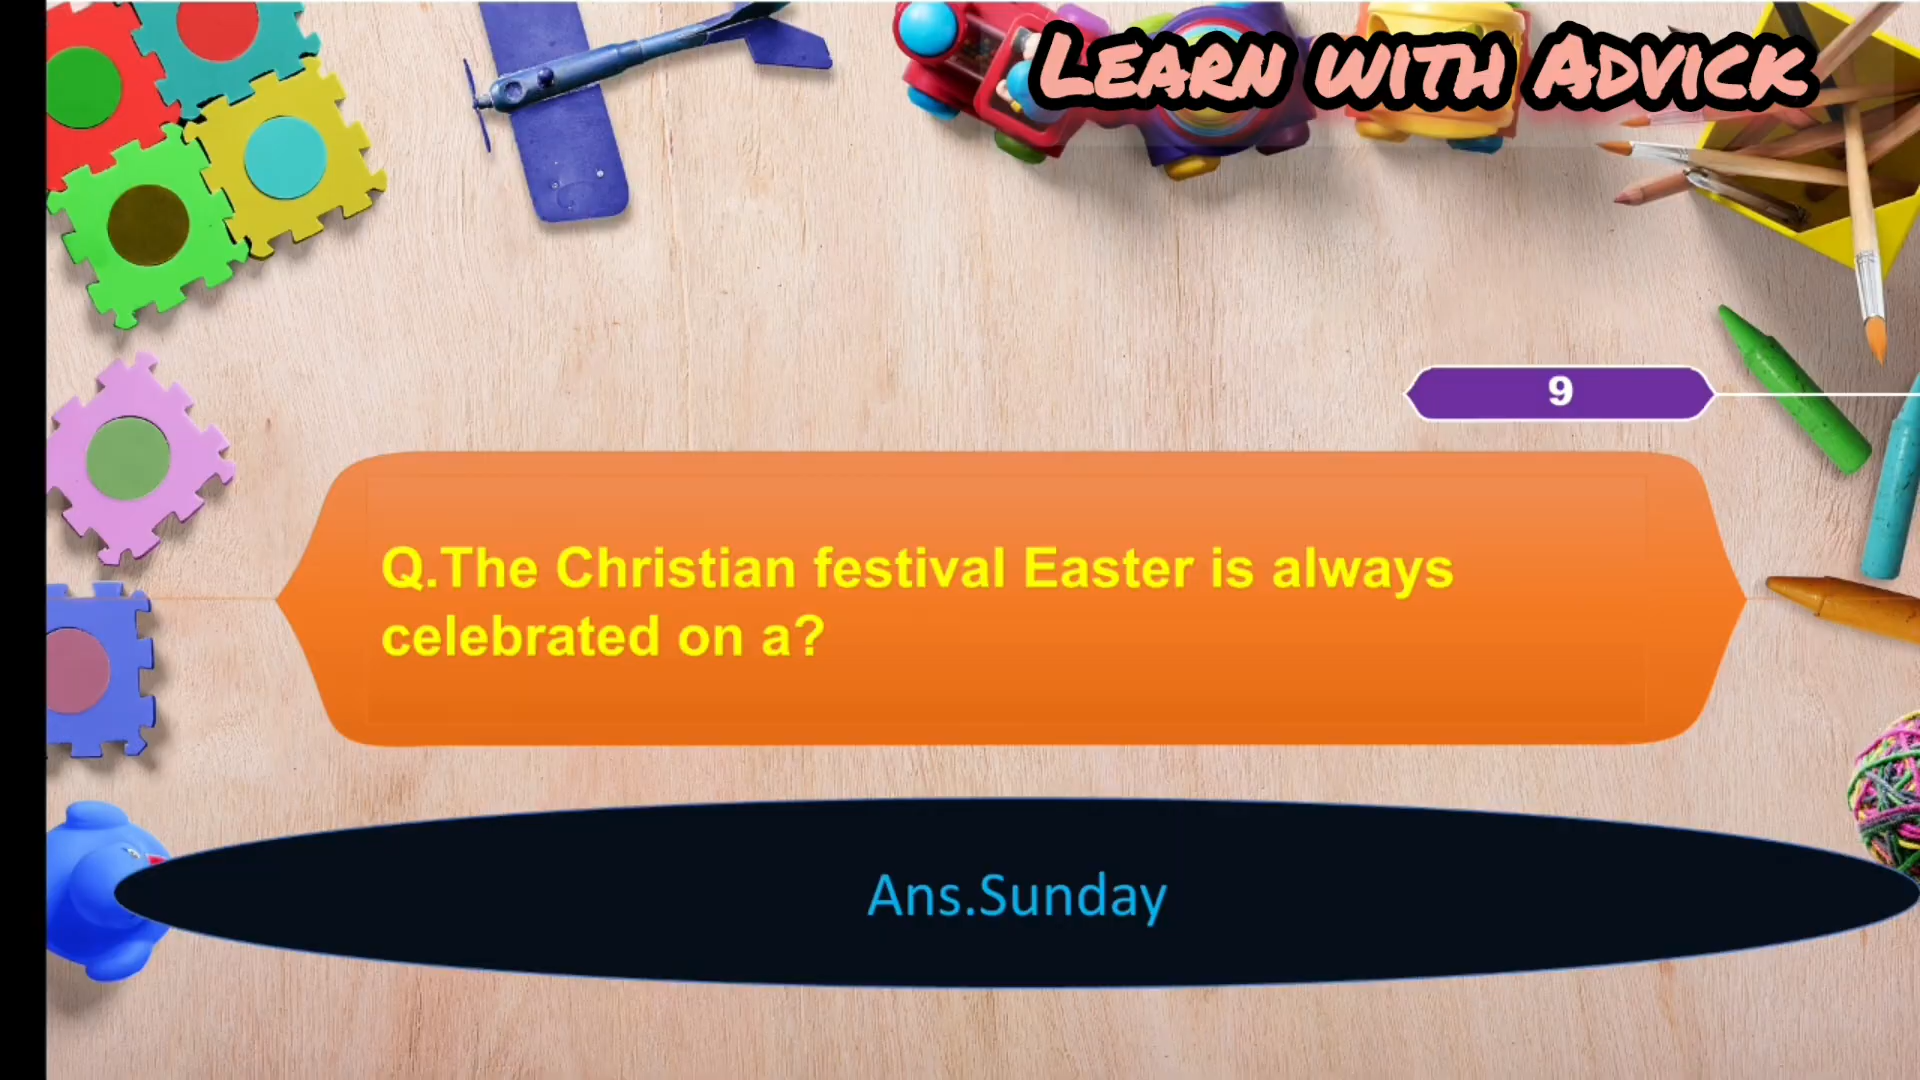 LEARN WITH ADVICK
9
Q.The Christian festival Easter is always
celebrated on a?
Ans.Sunday